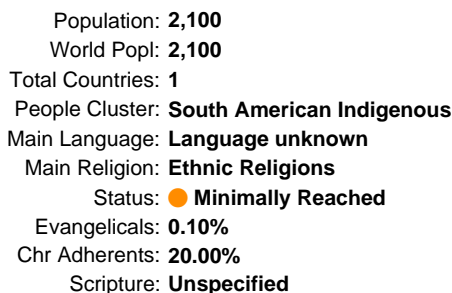 Population: 2,100
World Popl: 2,100
Total Countries: 1
People Cluster: South American Indigenous
Main Language: Language unknown
Main Religion: Ethnic Religions
Status: Minimally Reached
Evangelicals: 0.10%
Chr Adherents: 20.00%
Scripture: Unspecified